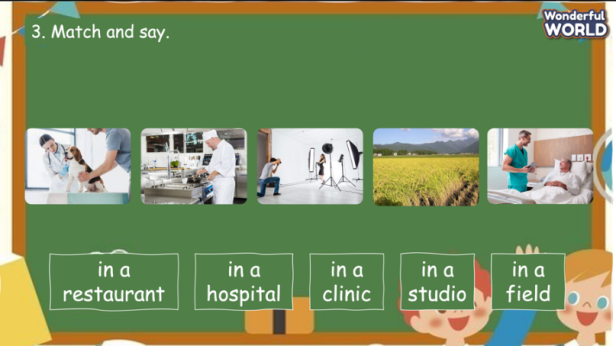 Wonderful
WORLD
3. Match and say.
in a
restaurant
in a
hospital
in a
clinic
in a
studio
in a
field